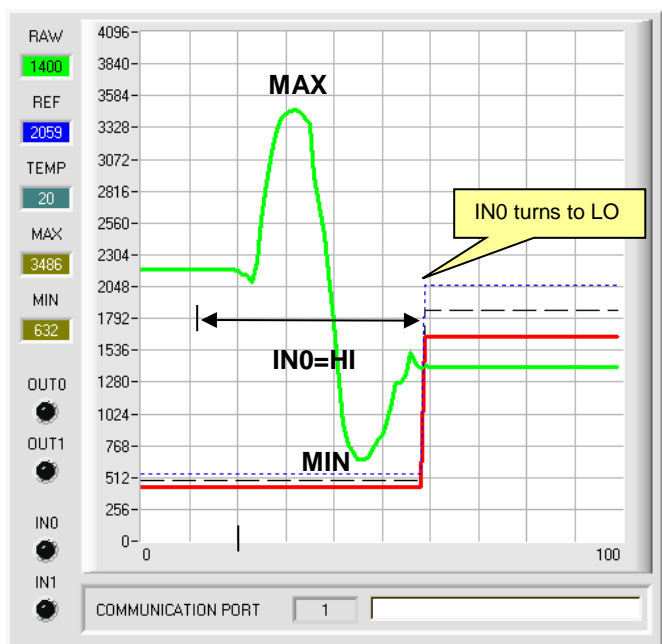 RAW
1400
REF
2059
TEMP
20
MAX
3486
MIN
632
OUT0
OUT1
IN0
IN1
4096
3840
3584
3328
3072
2816
2560
2304
2048
1792
1536
1280
1024
768
512
256
0
0
100
MAX
IN0 turns to LO
IN0=HI
MIN
COMMUNICATION PORT
1